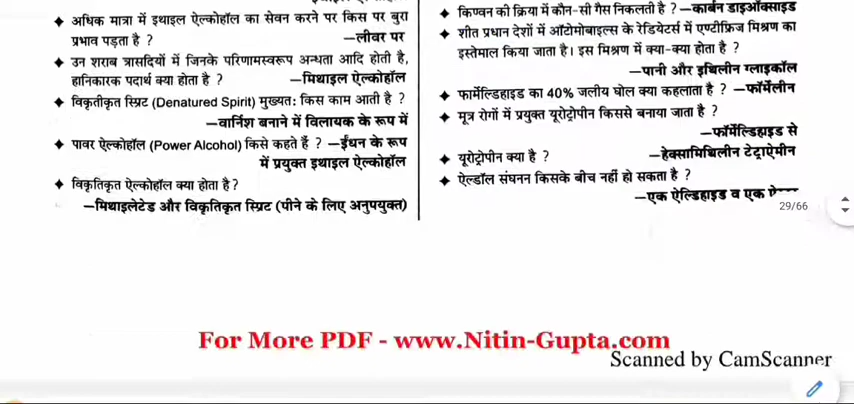 ✦ अधिक मात्रा में इथाइल ऐल्कोहॉल का सेवन करने पर किस पर बुरा
प्रभाव पड़ता है ? —लीवर पर
✦ उन शराब त्रासदियों में जिनके परिणामस्वरूप अन्धता आदि होती है,
हानिकारक पदार्थ क्या होता है ? —मिथाइल ऐल्कोहॉल
✦ विकृतीकृत स्प्रिट (Denatured Spirit) मुख्यतः किस काम आती है ?
—वार्निश बनाने में विलायक के रूप में
✦ पावर ऐल्कोहॉल (Power Alcohol) किसे कहते हैं ? —ईंधन के रूप
में प्रयुक्त इथाइल ऐल्कोहॉल
✦ विकृतिकृत ऐल्कोहॉल क्या होता है?
—मिथाइलेटेड और विकृतिकृत स्प्रिट (पीने के लिए अनुपयुक्त)
✦ किण्वन की क्रिया में कौन-सी गैस निकलती है ? —कार्बन डाइऑक्साइड
✦ शीत प्रधान देशों में ऑटोमोबाइल्स के रेडियेटर्स में एण्टीफ्रिज मिश्रण का
इस्तेमाल किया जाता है। इस मिश्रण में क्या-क्या होता है ?
—पानी और इथिलीन ग्लाइकॉल
✦ फार्मेल्डिहाइड का 40% जलीय घोल क्या कहलाता है ? —फॉर्मेलीन
✦ मूत्र रोगों में प्रयुक्त यूरोट्रोपीन किससे बनाया जाता है ?
—फॉर्मेल्डिहाइड से
✦ यूरोट्रोपीन क्या है ? —हेक्सामिथिलीन टेट्राऐमीन
✦ ऐल्डॉल संघनन किसके बीच नहीं हो सकता है ?
—एक ऐल्डिहाइड व एक
29/66
For More PDF - www.Nitin-Gupta.com
Scanned by CamScanner